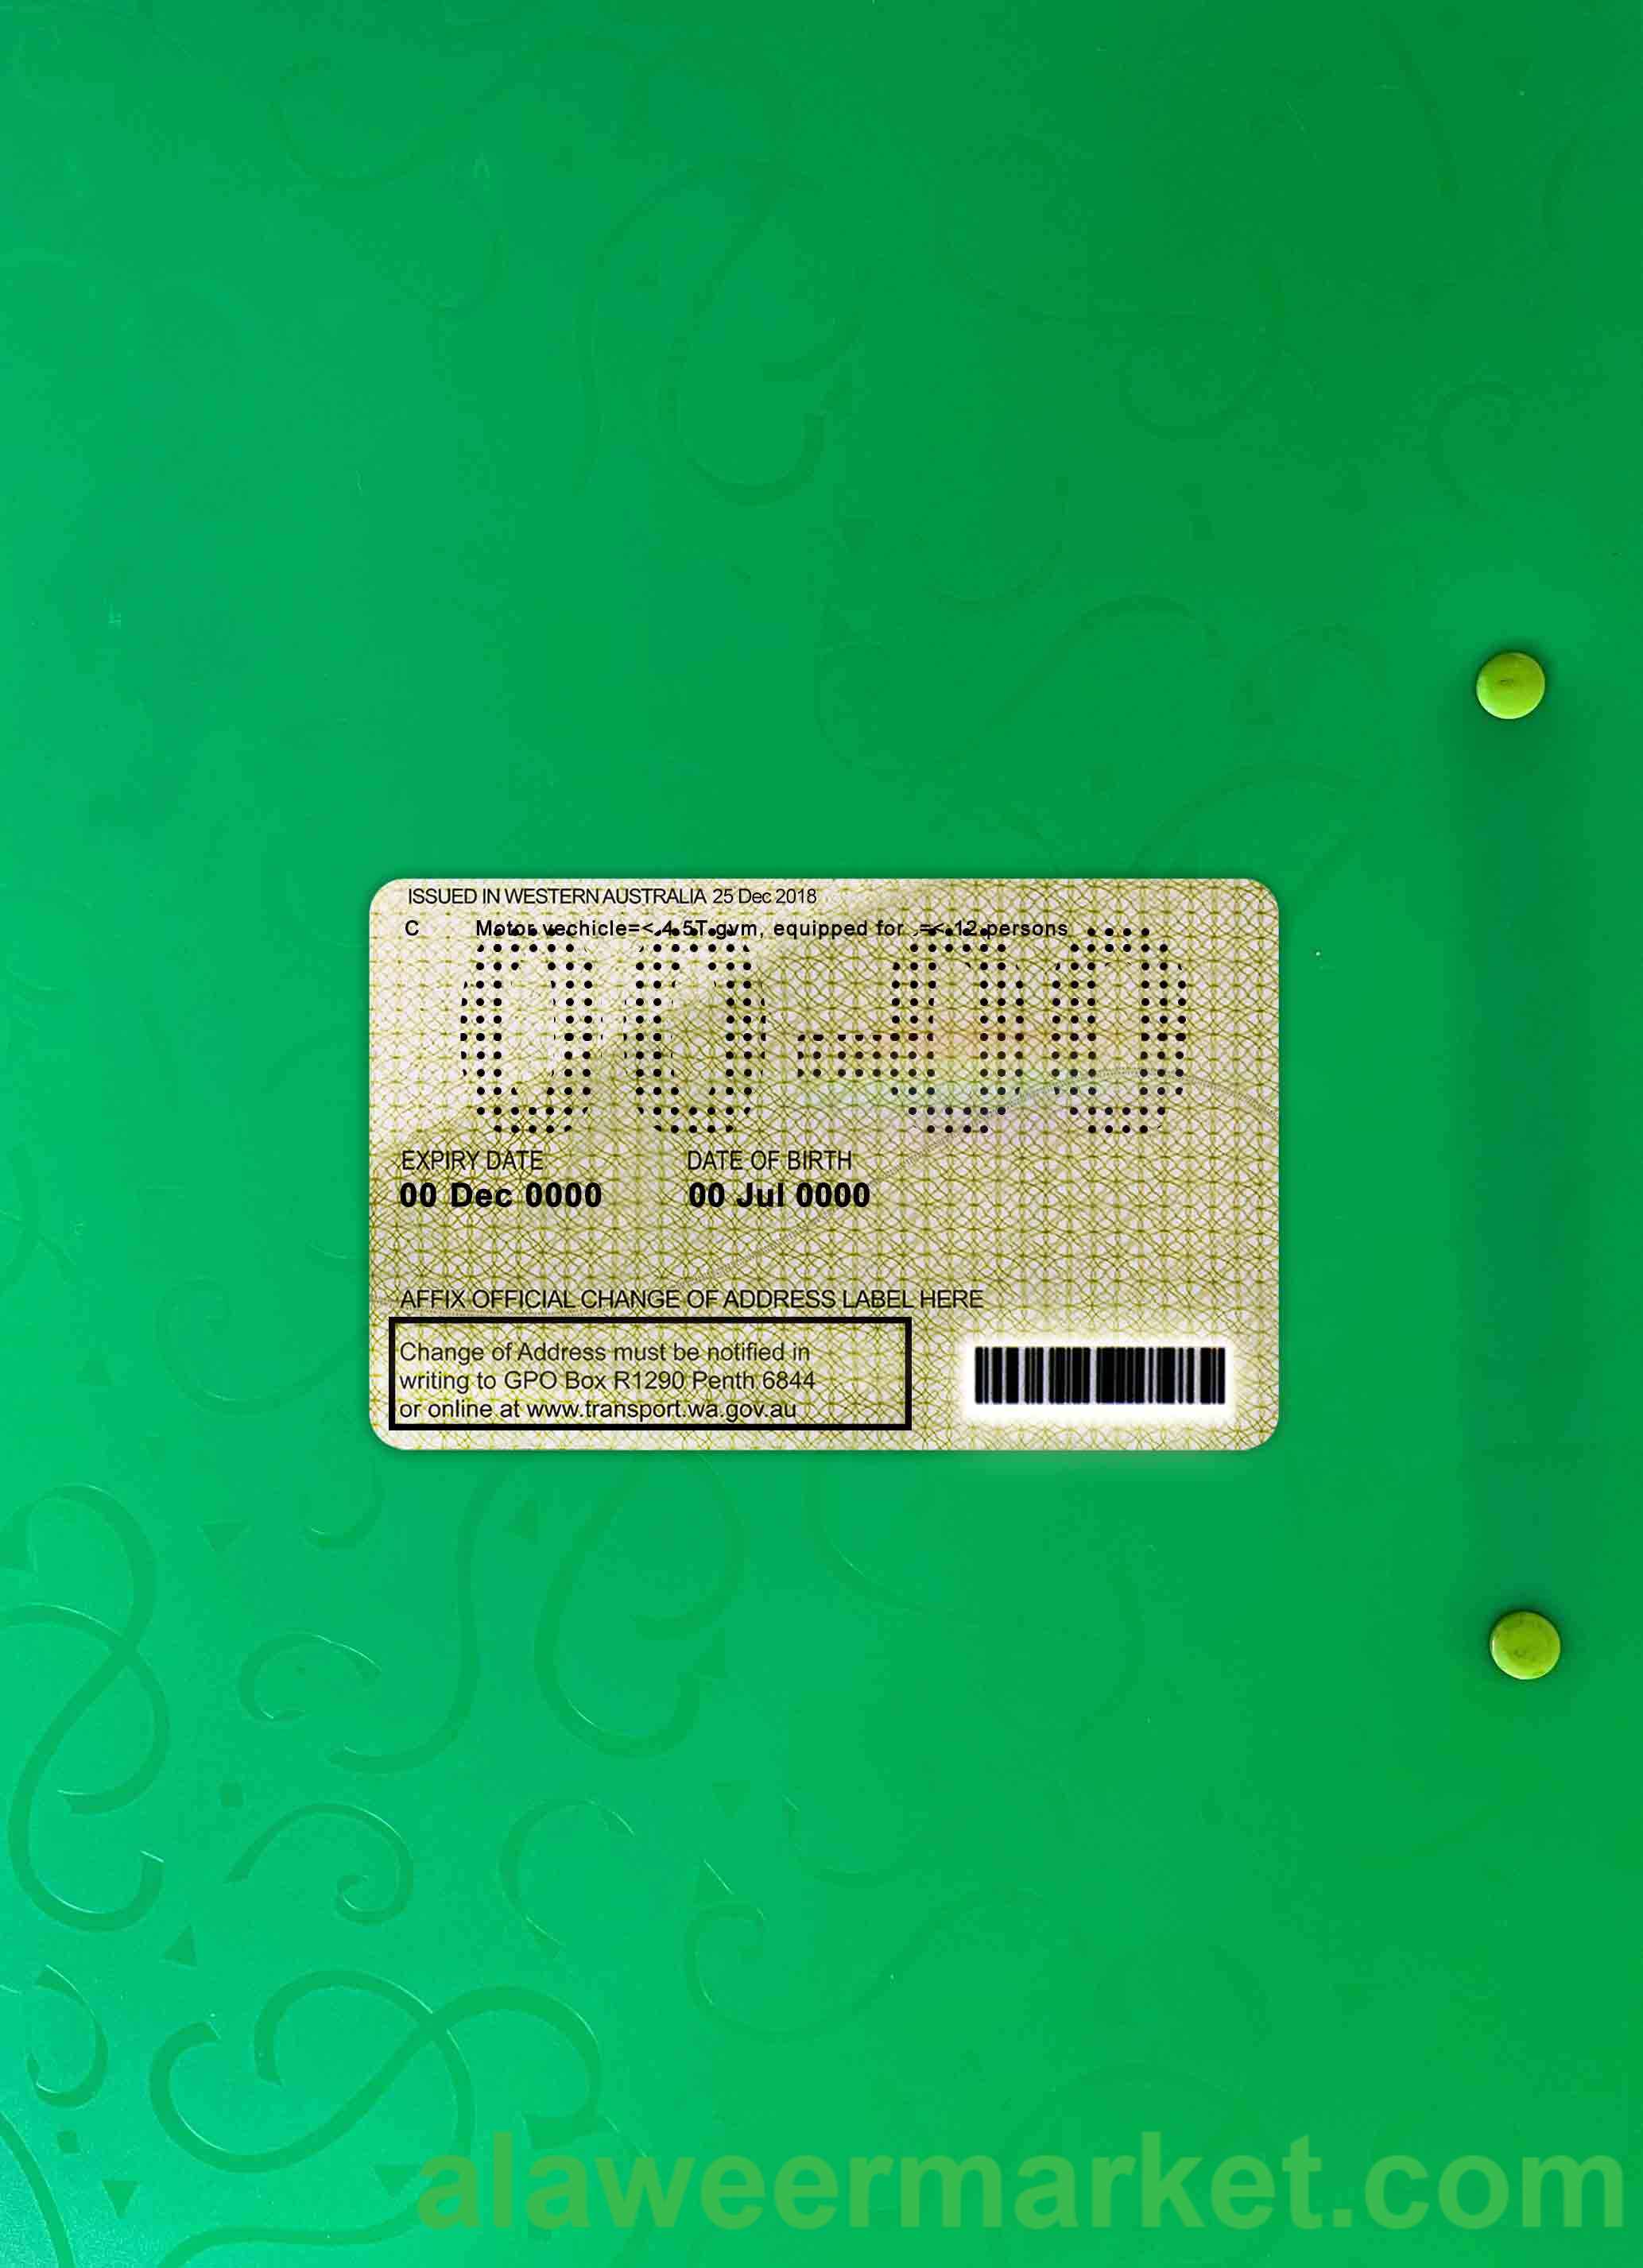 ISSUED IN WESTERN AUSTRALIA 25 Dec 2018
C Motor vechicle=< 4.5T gvm, equipped for =< 12 persons
00-00
EXPIRY DATE DATE OF BIRTH
00 Dec 0000 00 Jul 0000
AFFIX OFFICIAL CHANGE OF ADDRESS LABEL HERE
Change of Address must be notified in
writing to GPO Box R1290 Penth 6844
or online at www.transport.wa.gov.au
alaweermarket.com